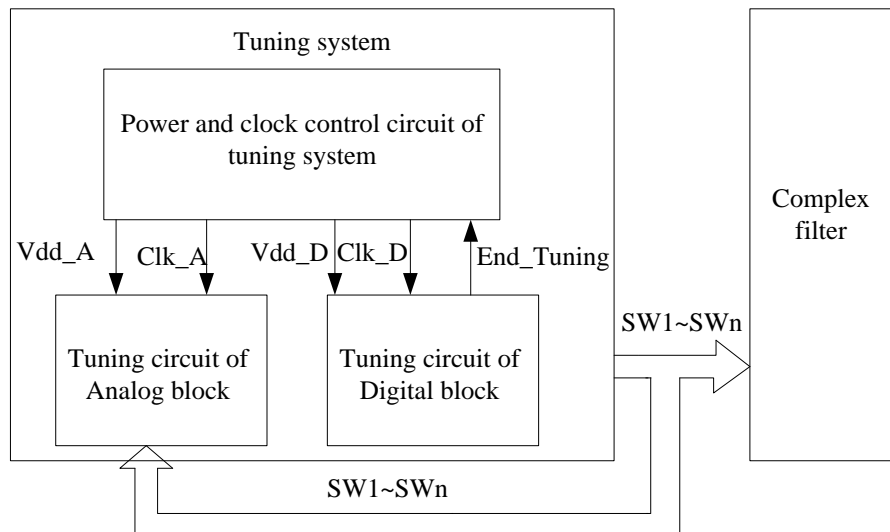 Tuning system
Power and clock control circuit of
tuning system
Vdd_A
Clk_A
Vdd_D
Clk_D
End_Tuning
Tuning circuit of
Analog block
Tuning circuit of
Digital block
SW1~SWn
Complex
filter
SW1~SWn